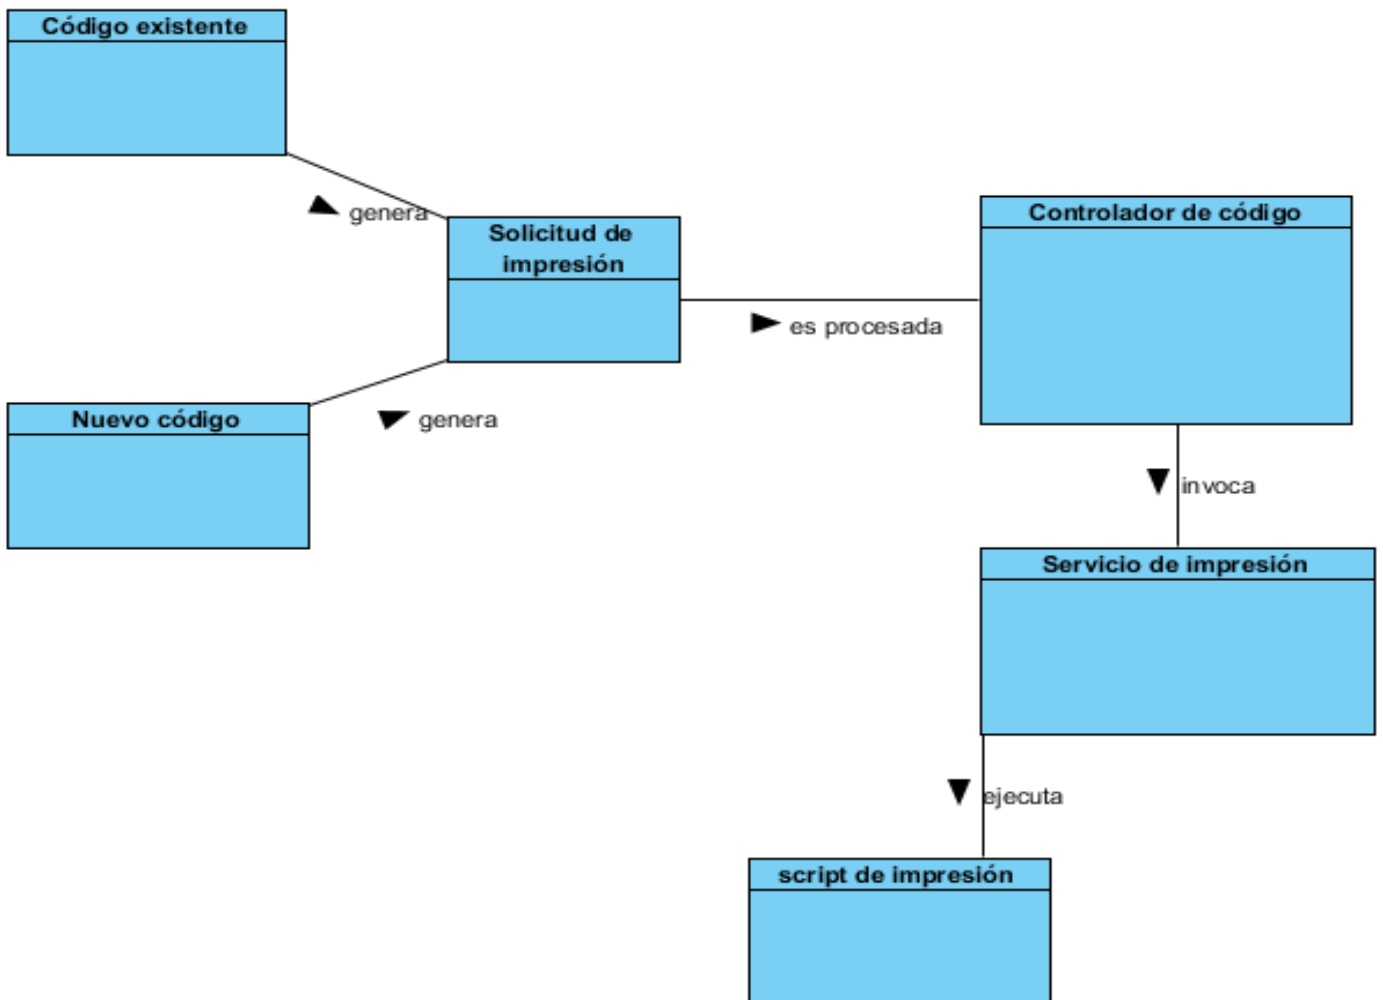 Código existente
genera
Solicitud de
impresión
Controlador de código
es procesada
Nuevo código
genera
invoca
Servicio de impresión
ejecuta
script de impresión